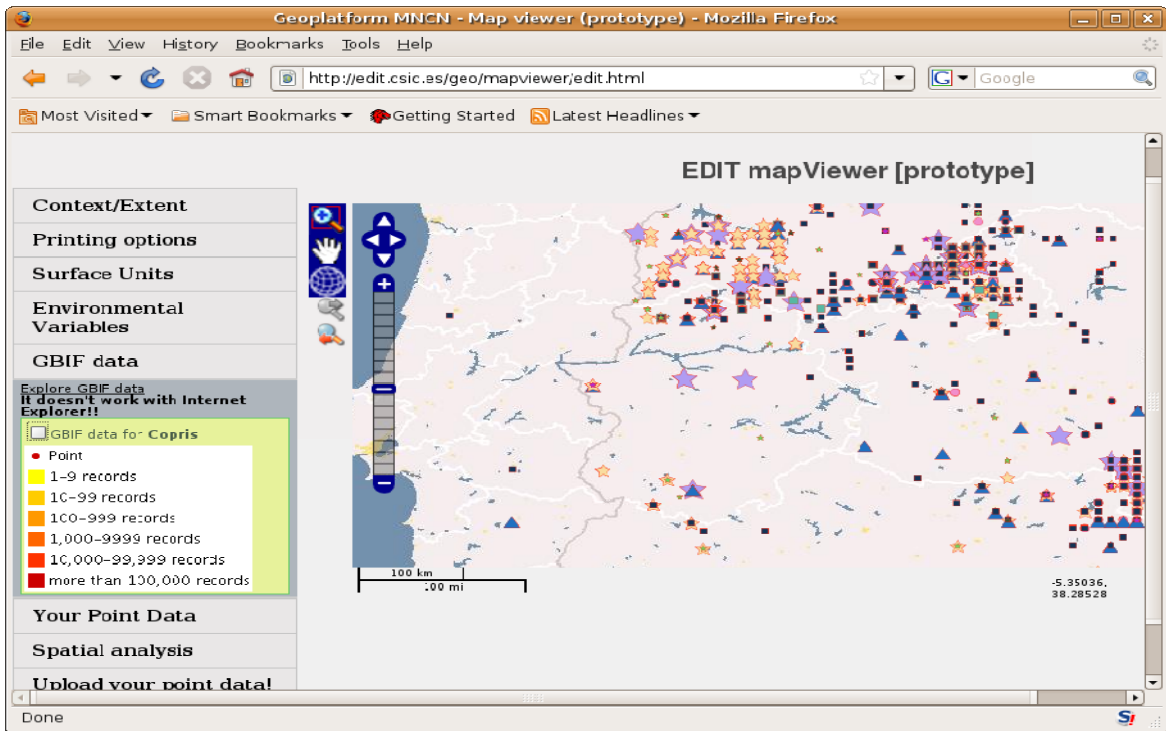 Geoplatform MNCN - Map viewer (prototype) - Mozilla Firefox
File Edit View History Bookmarks Tools Help
http://edit.csic.es/geo/mapviewer/edit.html
G Google
Most Visited Smart Bookmarks Getting Started Latest Headlines
EDIT mapViewer [prototype]
Context/Extent
Printing options
Surface Units
Environmental
Variables
GBIF data
Explore GBIF data
It doesn't work with Internet
Explorer!!
GBIF data for Copris
Point
1-9 records
10-99 records
100-999 records
1,000-9999 records
10,000-99,999 records
more than 100,000 records
Your Point Data
Spatial analysis
Upload your point data!
100 km
100 mi
-5.35036,
38.28528
Done
S!